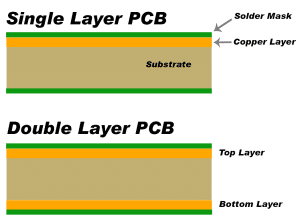 Single Layer PCB
Solder Mask
Copper Layer
Substrate
Double Layer PCB
Top Layer
Bottom Layer